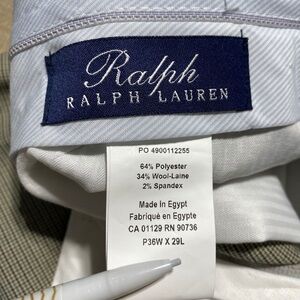 Ralph
RALPH LAUREN
PO 4900112255
64% Polyester
34% Wool-Laine
2% Spandex
Made in Egypt
Fabriqué en Egypte
CA 01129 RN 90736
P36W X 29L